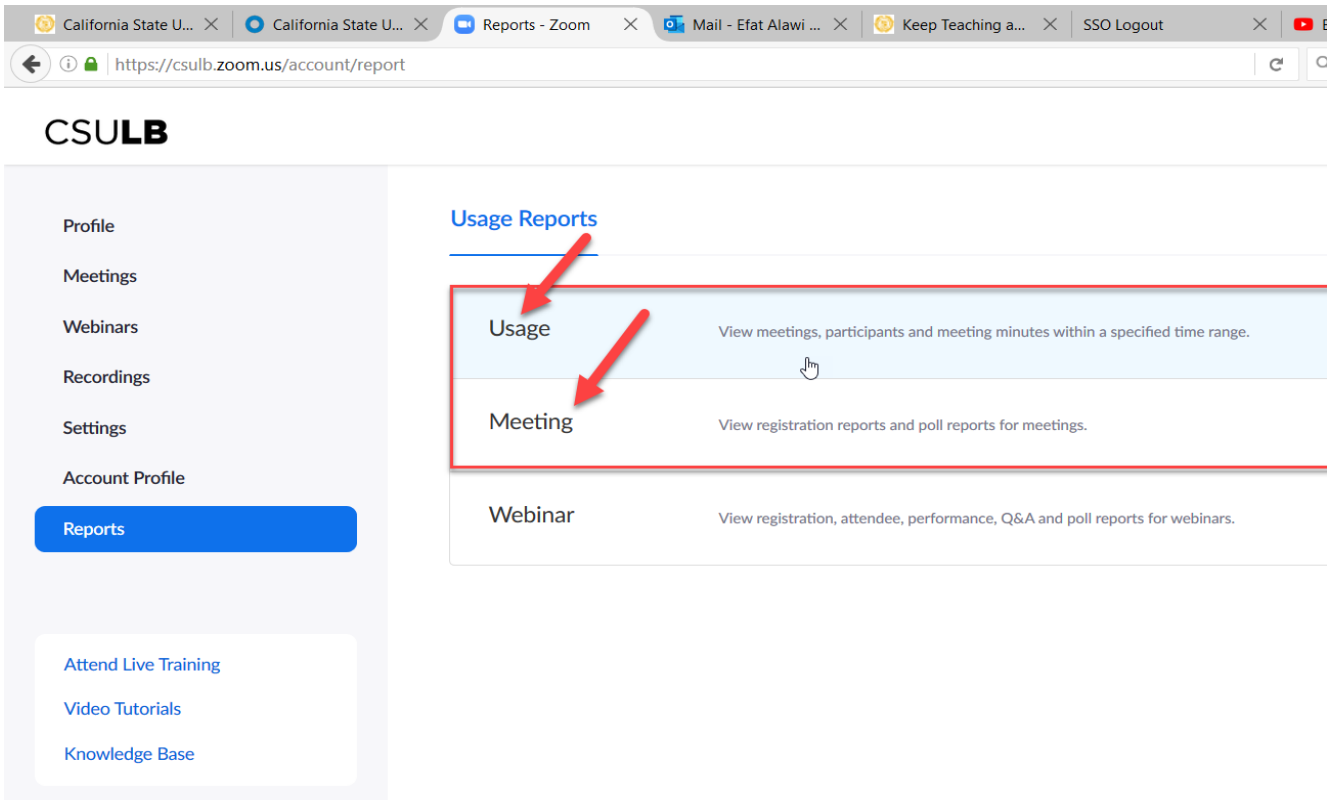 California State U... California State U... Reports - Zoom Mail - Efat Alawi ... Keep Teaching a... SSO Logout
https://csulb.zoom.us/account/report
CSULB
Profile
Meetings
Webinars
Recordings
Settings
Account Profile
Reports
Attend Live Training
Video Tutorials
Knowledge Base
Usage Reports
Usage View meetings, participants and meeting minutes within a specified time range.
Meeting View registration reports and poll reports for meetings.
Webinar View registration, attendee, performance, Q&A and poll reports for webinars.